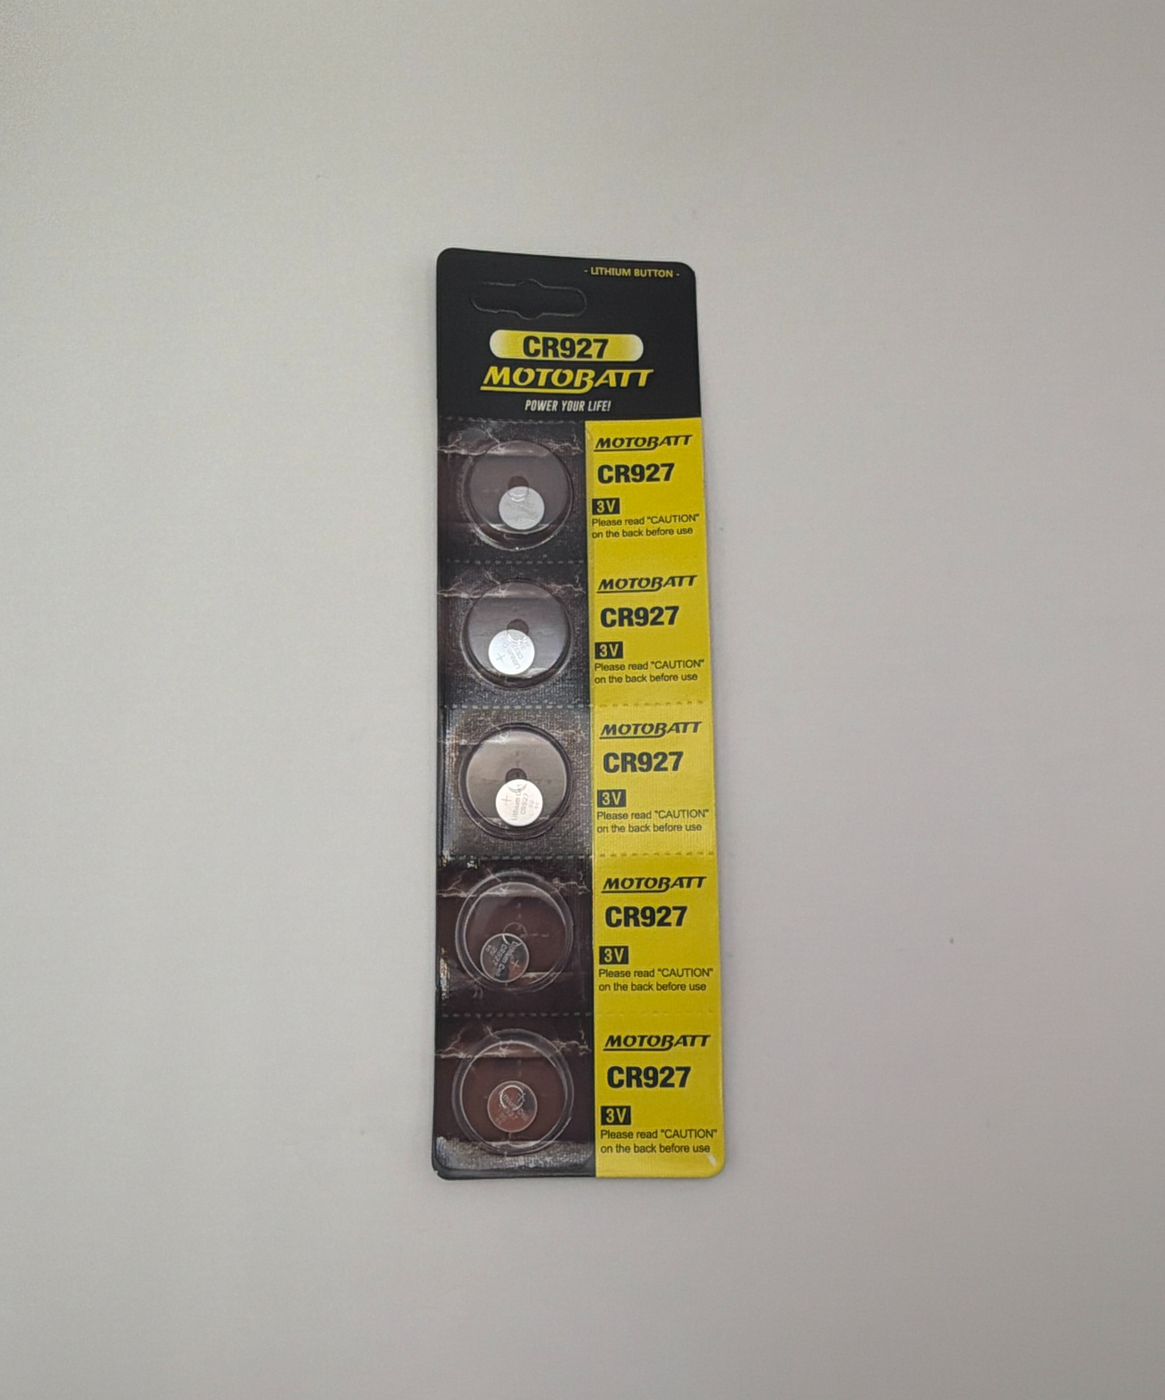 - LITHIUM BUTTON -
CR927
MOTOBATT
POWER YOUR LIFE!
MOTOBATT
CR927
3V
Please read "CAUTION"
on the back before use
MOTOBATT
CR927
3V
Please read "CAUTION"
on the back before use
MOTOBATT
CR927
3V
Please read "CAUTION"
on the back before use
MOTOBATT
CR927
3V
Please read "CAUTION"
on the back before use
MOTOBATT
CR927
3V
Please read "CAUTION"
on the back before use